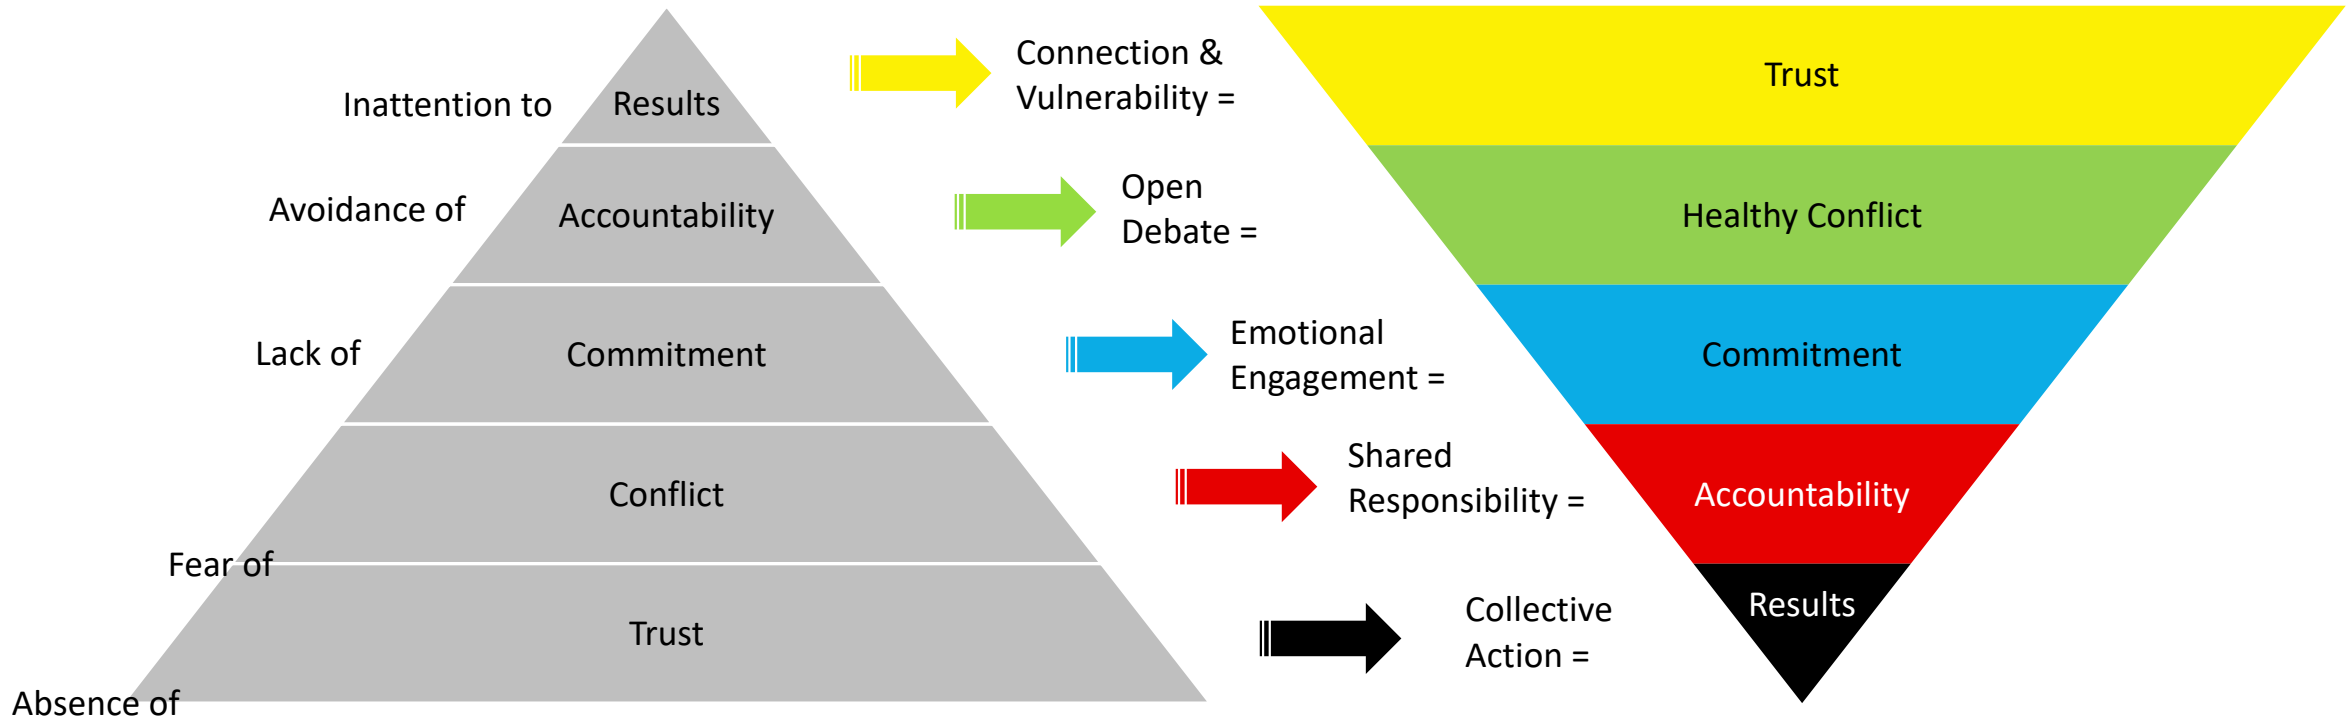 Inattention to
Results
Avoidance of
Accountability
Lack of
Commitment
Conflict
Fear of
Trust
Absence of
Connection &
Vulnerability =
Trust
Open
Debate =
Healthy Conflict
Emotional
Engagement =
Commitment
Shared
Responsibility =
Accountability
Collective
Action =
Results